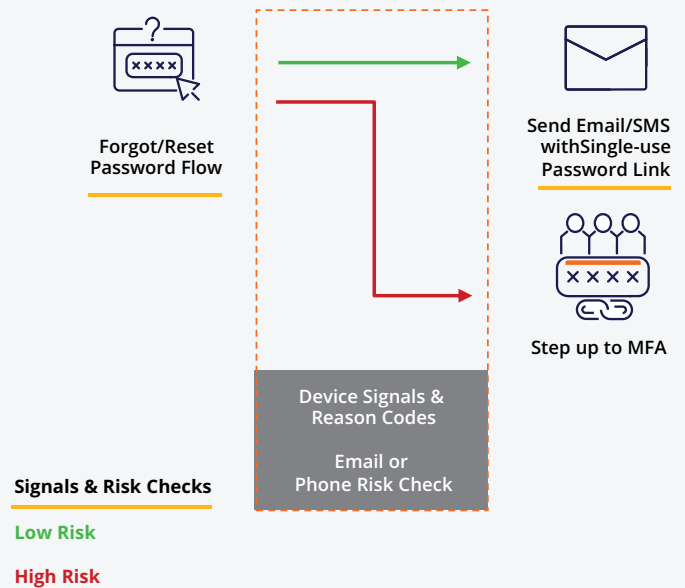 Forgot/Reset
Password Flow
Send Email/SMS
withSingle-use
Password Link
Step up to MFA
Device Signals &
Reason Codes
Email or
Phone Risk Check
Signals & Risk Checks
Low Risk
High Risk